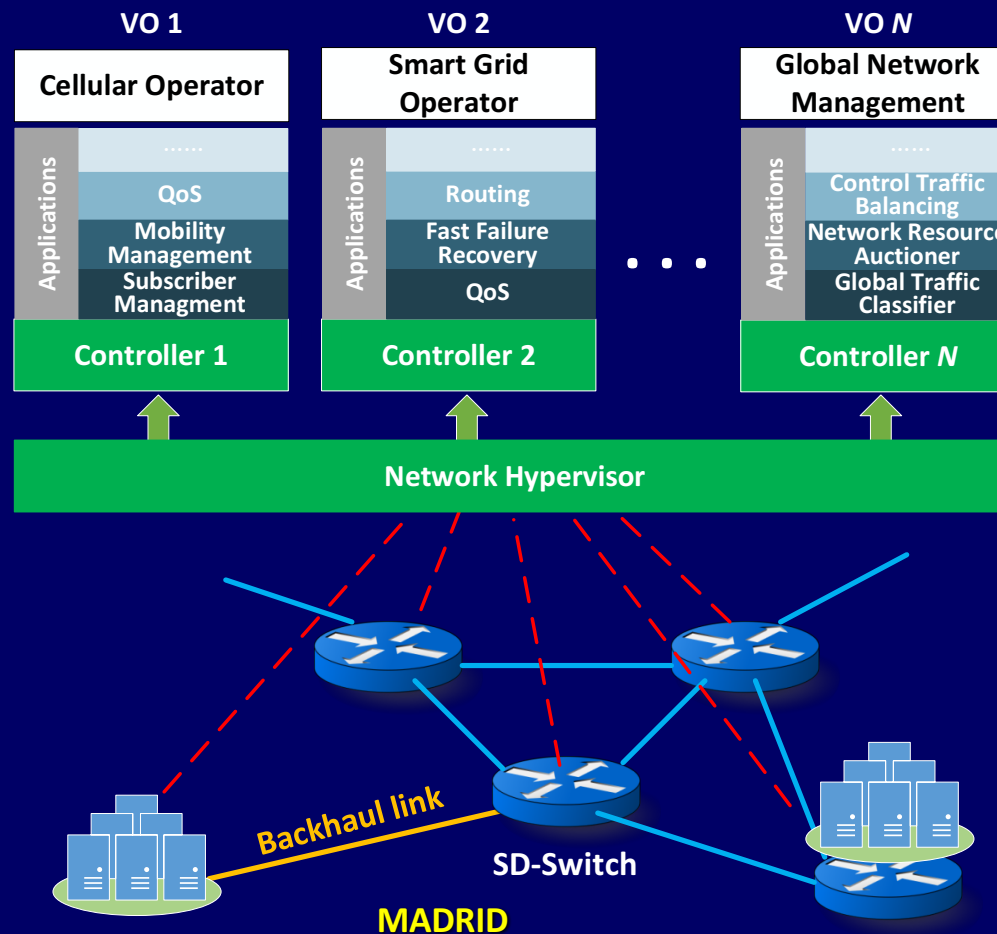 VO 1
VO 2
VO N
Cellular Operator
Smart Grid
Operator
Global Network
Management
Applications
......
QoS
Mobility
Management
Subscriber
Managment
Applications
......
Routing
Fast Failure
Recovery
QoS
. . .
Applications
......
Control Traffic
Balancing
Network Resource
Auctioner
Global Traffic
Classifier
Controller 1
Controller 2
Controller N
Network Hypervisor
Backhaul link
SD-Switch
MADRID